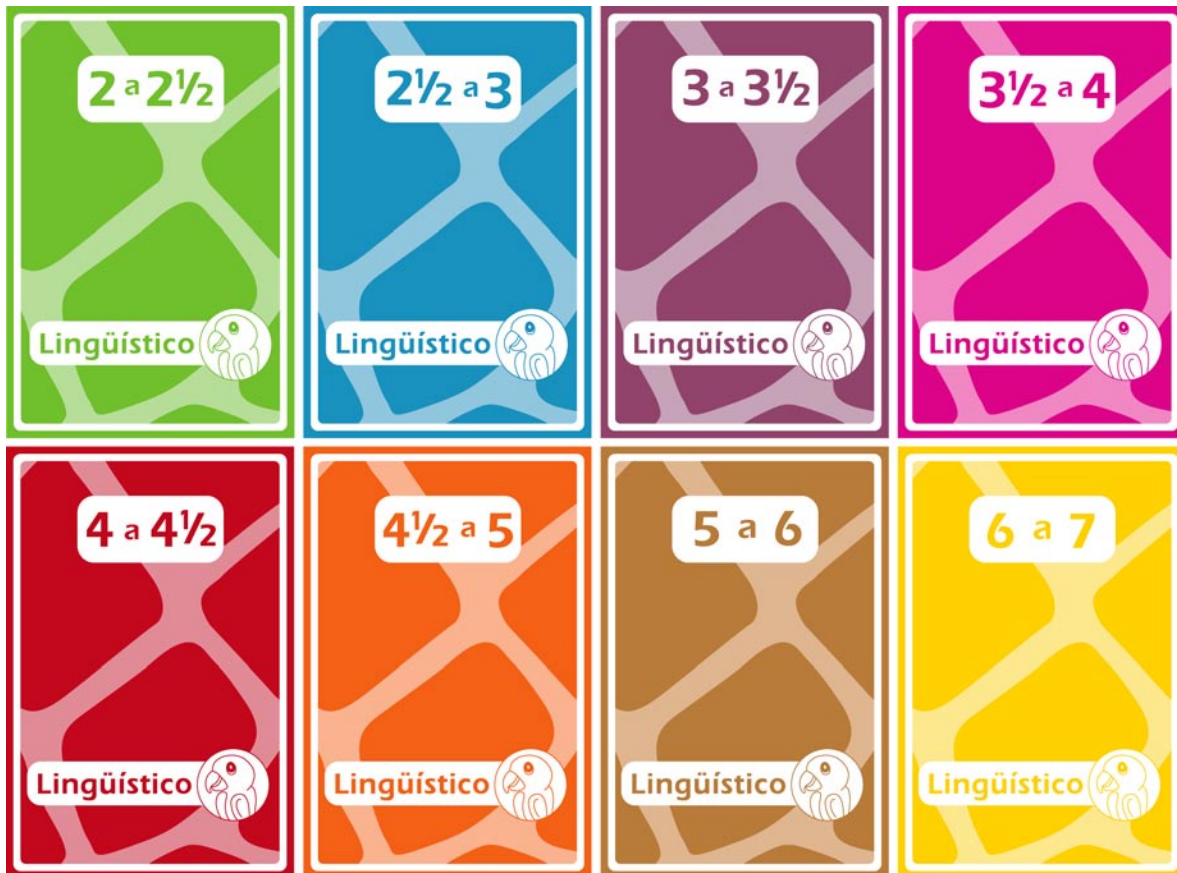 2 a 2½
2½ a 3
3 a 3½
3½ a 4
Lingüístico
Lingüístico
Lingüístico
Lingüístico
4 a 4½
4½ a 5
5 a 6
6 a 7
Lingüístico
Lingüístico
Lingüístico
Lingüístico